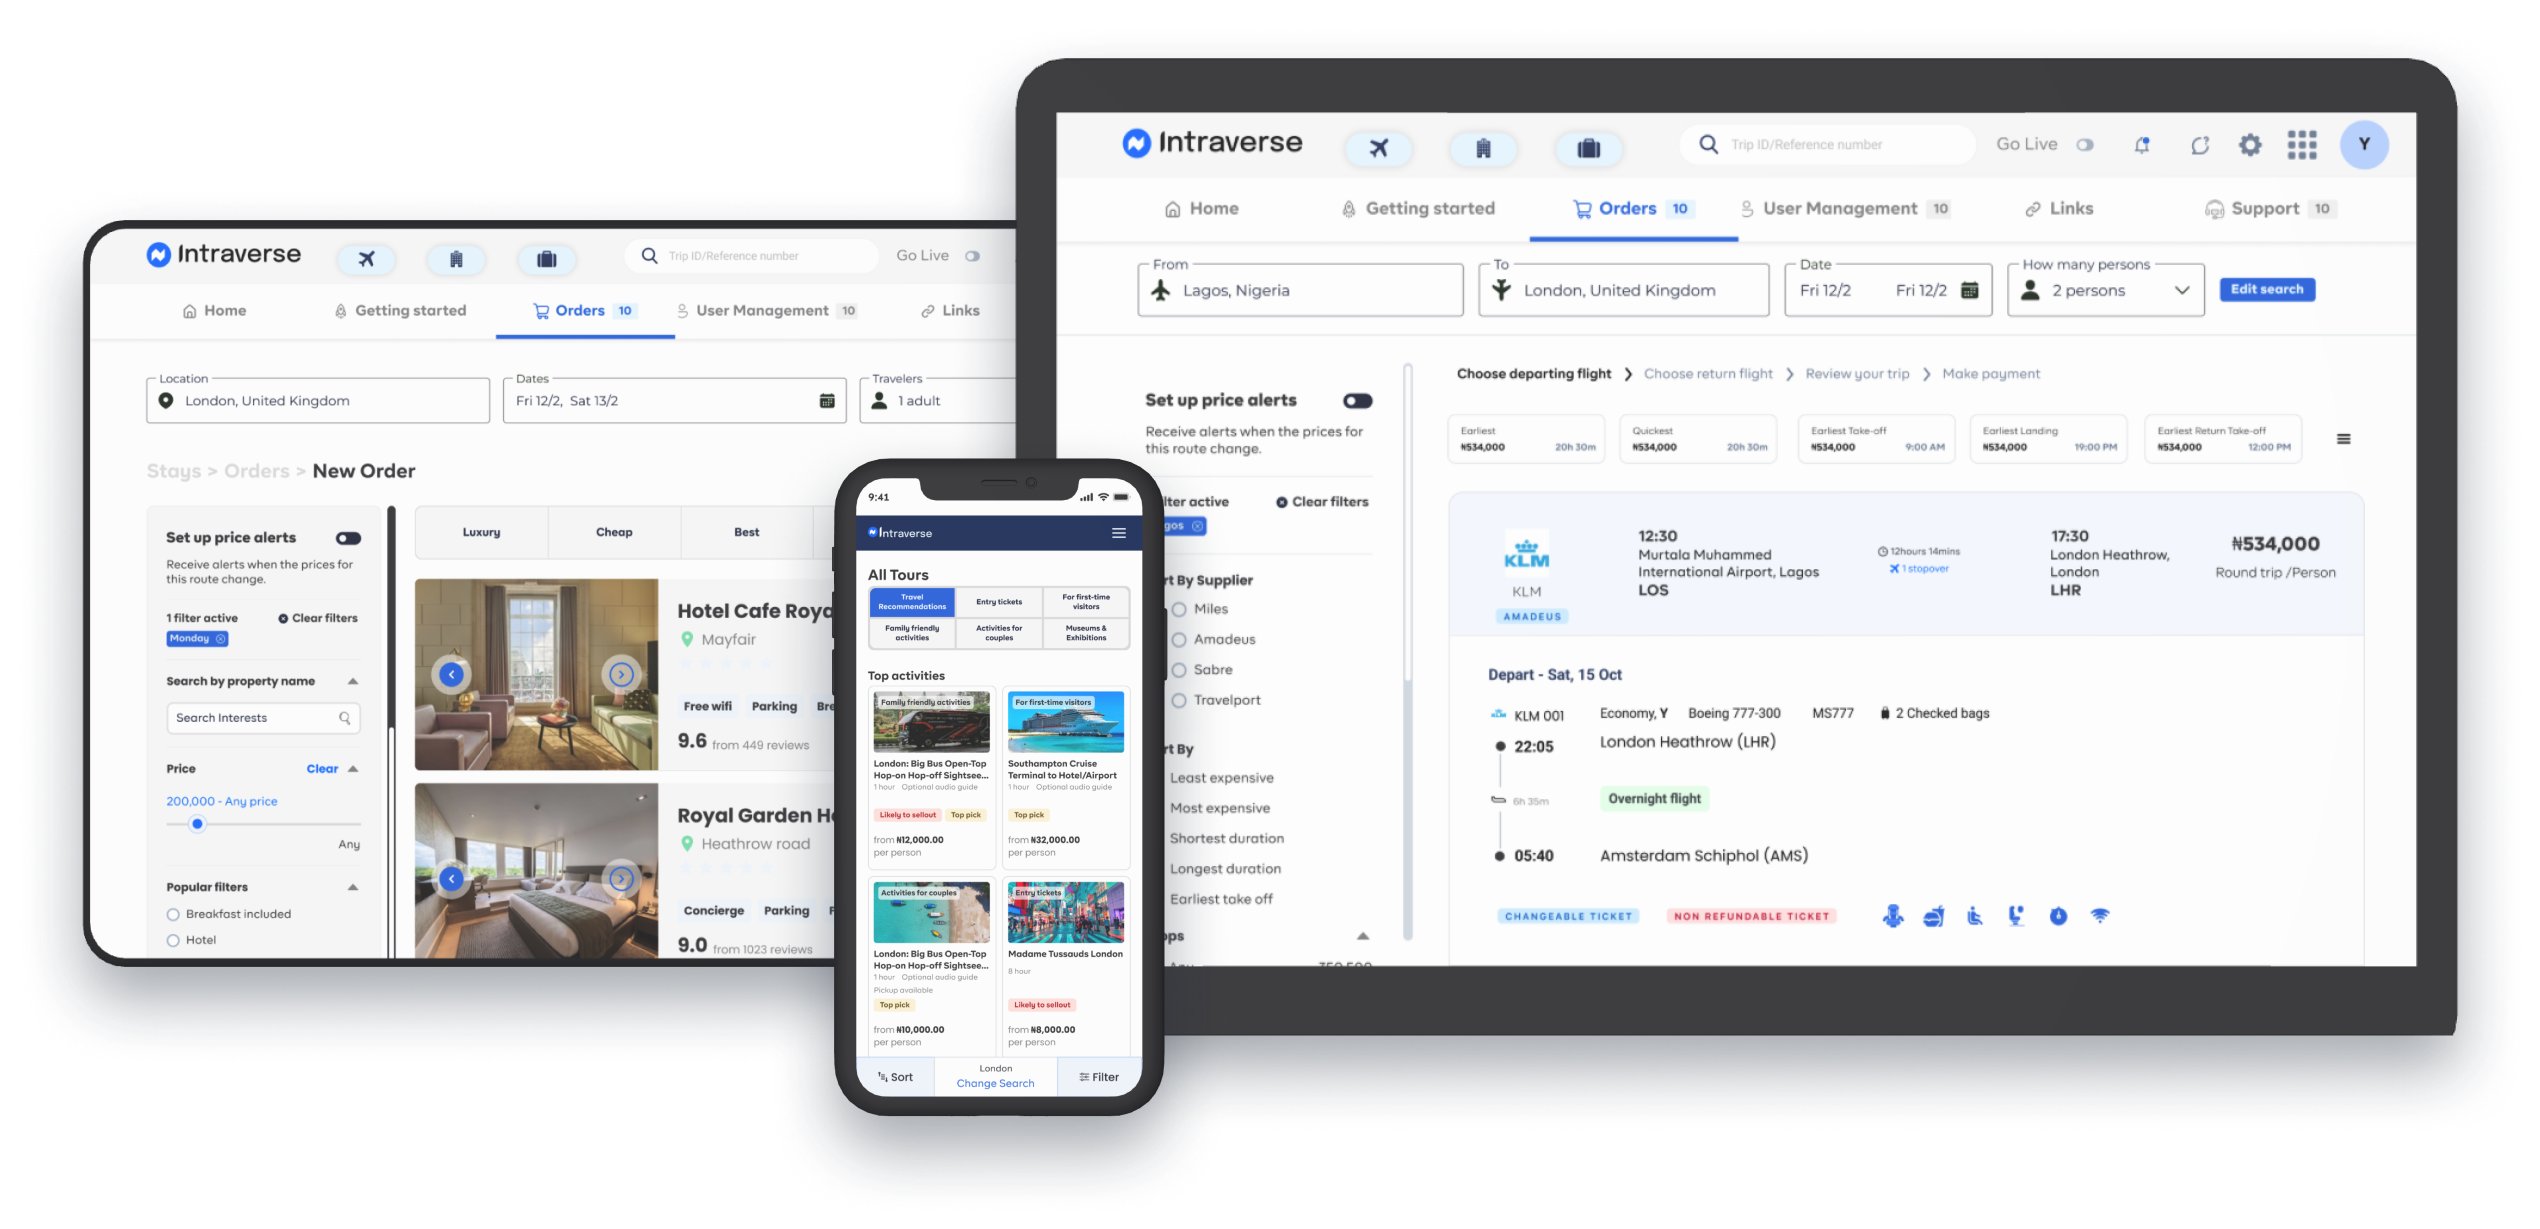 Intraverse
Trip ID/Reference number
Go Live
Home
Getting started
Orders 10
User Management 10
Links
Location
London, United Kingdom
Dates
Fri 12/2, Sat 13/2
Travelers
1 adult
Stays > Orders > New Order
Set up price alerts
Receive alerts when the prices for
this route change.
1 filter active
Clear filters
Monday
Search by property name
Search Interests
Price
Clear
200,000 - Any price
Any
Popular filters
Breakfast included
Hotel
Luxury
Cheap
Best
Hotel Cafe Roya
Mayfair
Free wifi
Parking
Bre
9.6 from 449 reviews
Royal Garden H
Heathrow road
Concierge
Parking
F
9.0 from 1023 reviews
9:41
Intraverse
All Tours
Travel
Recommendations
Entry tickets
For first-time
visitors
Family friendly
activities
Activities for
couples
Museums &
Exhibitions
Top activities
Family friendly activities
London: Big Bus Open-Top
Hop-on Hop-off Sightsee...
1 hour Optional audio guide
Likely to sellout
Top pick
from ₦12,000.00
per person
For first-time visitors
Southampton Cruise
Terminal to Hotel/Airport
1 hour Optional audio guide
Top pick
from ₦32,000.00
per person
Activities for couples
London: Big Bus Open-Top
Hop-on Hop-off Sightsee...
1 hour Optional audio guide
Pickup available
Top pick
from ₦10,000.00
per person
Entry tickets
Madame Tussauds London
8 hour
Likely to sellout
from ₦8,000.00
per person
Sort
London
Change Search
Filter
Intraverse
Trip ID/Reference number
Go Live
Y
Home
Getting started
Orders 10
User Management 10
Links
Support 10
From
Lagos, Nigeria
To
London, United Kingdom
Date
Fri 12/2 Fri 12/2
How many persons
2 persons
Edit search
Set up price alerts
Receive alerts when the prices for
this route change.
lter active
Clear filters
gos
rt By Supplier
Miles
Amadeus
Sabre
Travelport
rt By
Least expensive
Most expensive
Shortest duration
Longest duration
Earliest take off
ops
Choose departing flight
Choose return flight
Review your trip
Make payment
Earliest
₦534,000 20h 30m
Quickest
₦534,000 20h 30m
Earliest Take-off
₦534,000 9:00 AM
Earliest Landing
₦534,000 19:00 PM
Earliest Return Take-off
₦534,000 12:00 PM
KLM
KLM
AMADEUS
12:30
Murtala Muhammed
International Airport, Lagos
LOS
12hours 14mins
1 stopover
17:30
London Heathrow,
London
LHR
₦534,000
Round trip /Person
Depart - Sat, 15 Oct
KLM 001
Economy, Y Boeing 777-300 MS777 2 Checked bags
22:05
London Heathrow (LHR)
6h 35m
Overnight flight
05:40
Amsterdam Schiphol (AMS)
CHANGEABLE TICKET
NON REFUNDABLE TICKET